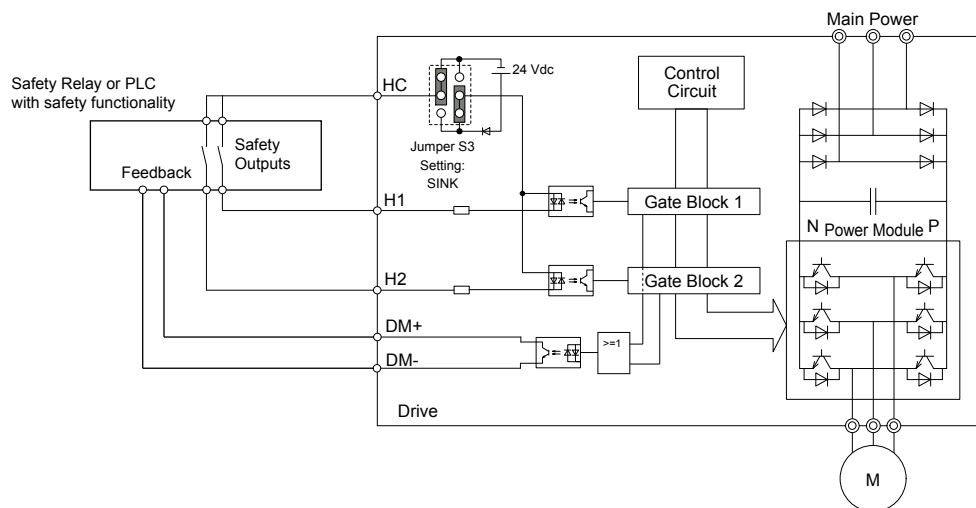 Main Power
Safety Relay or PLC
with safety functionality
HC
24 Vdc
Control
Circuit
Safety
Outputs
Feedback
Jumper S3
Setting:
SINK
H1
Gate Block 1
N
P
Power Module
H2
Gate Block 2
DM+
>=1
DM-
Drive
M